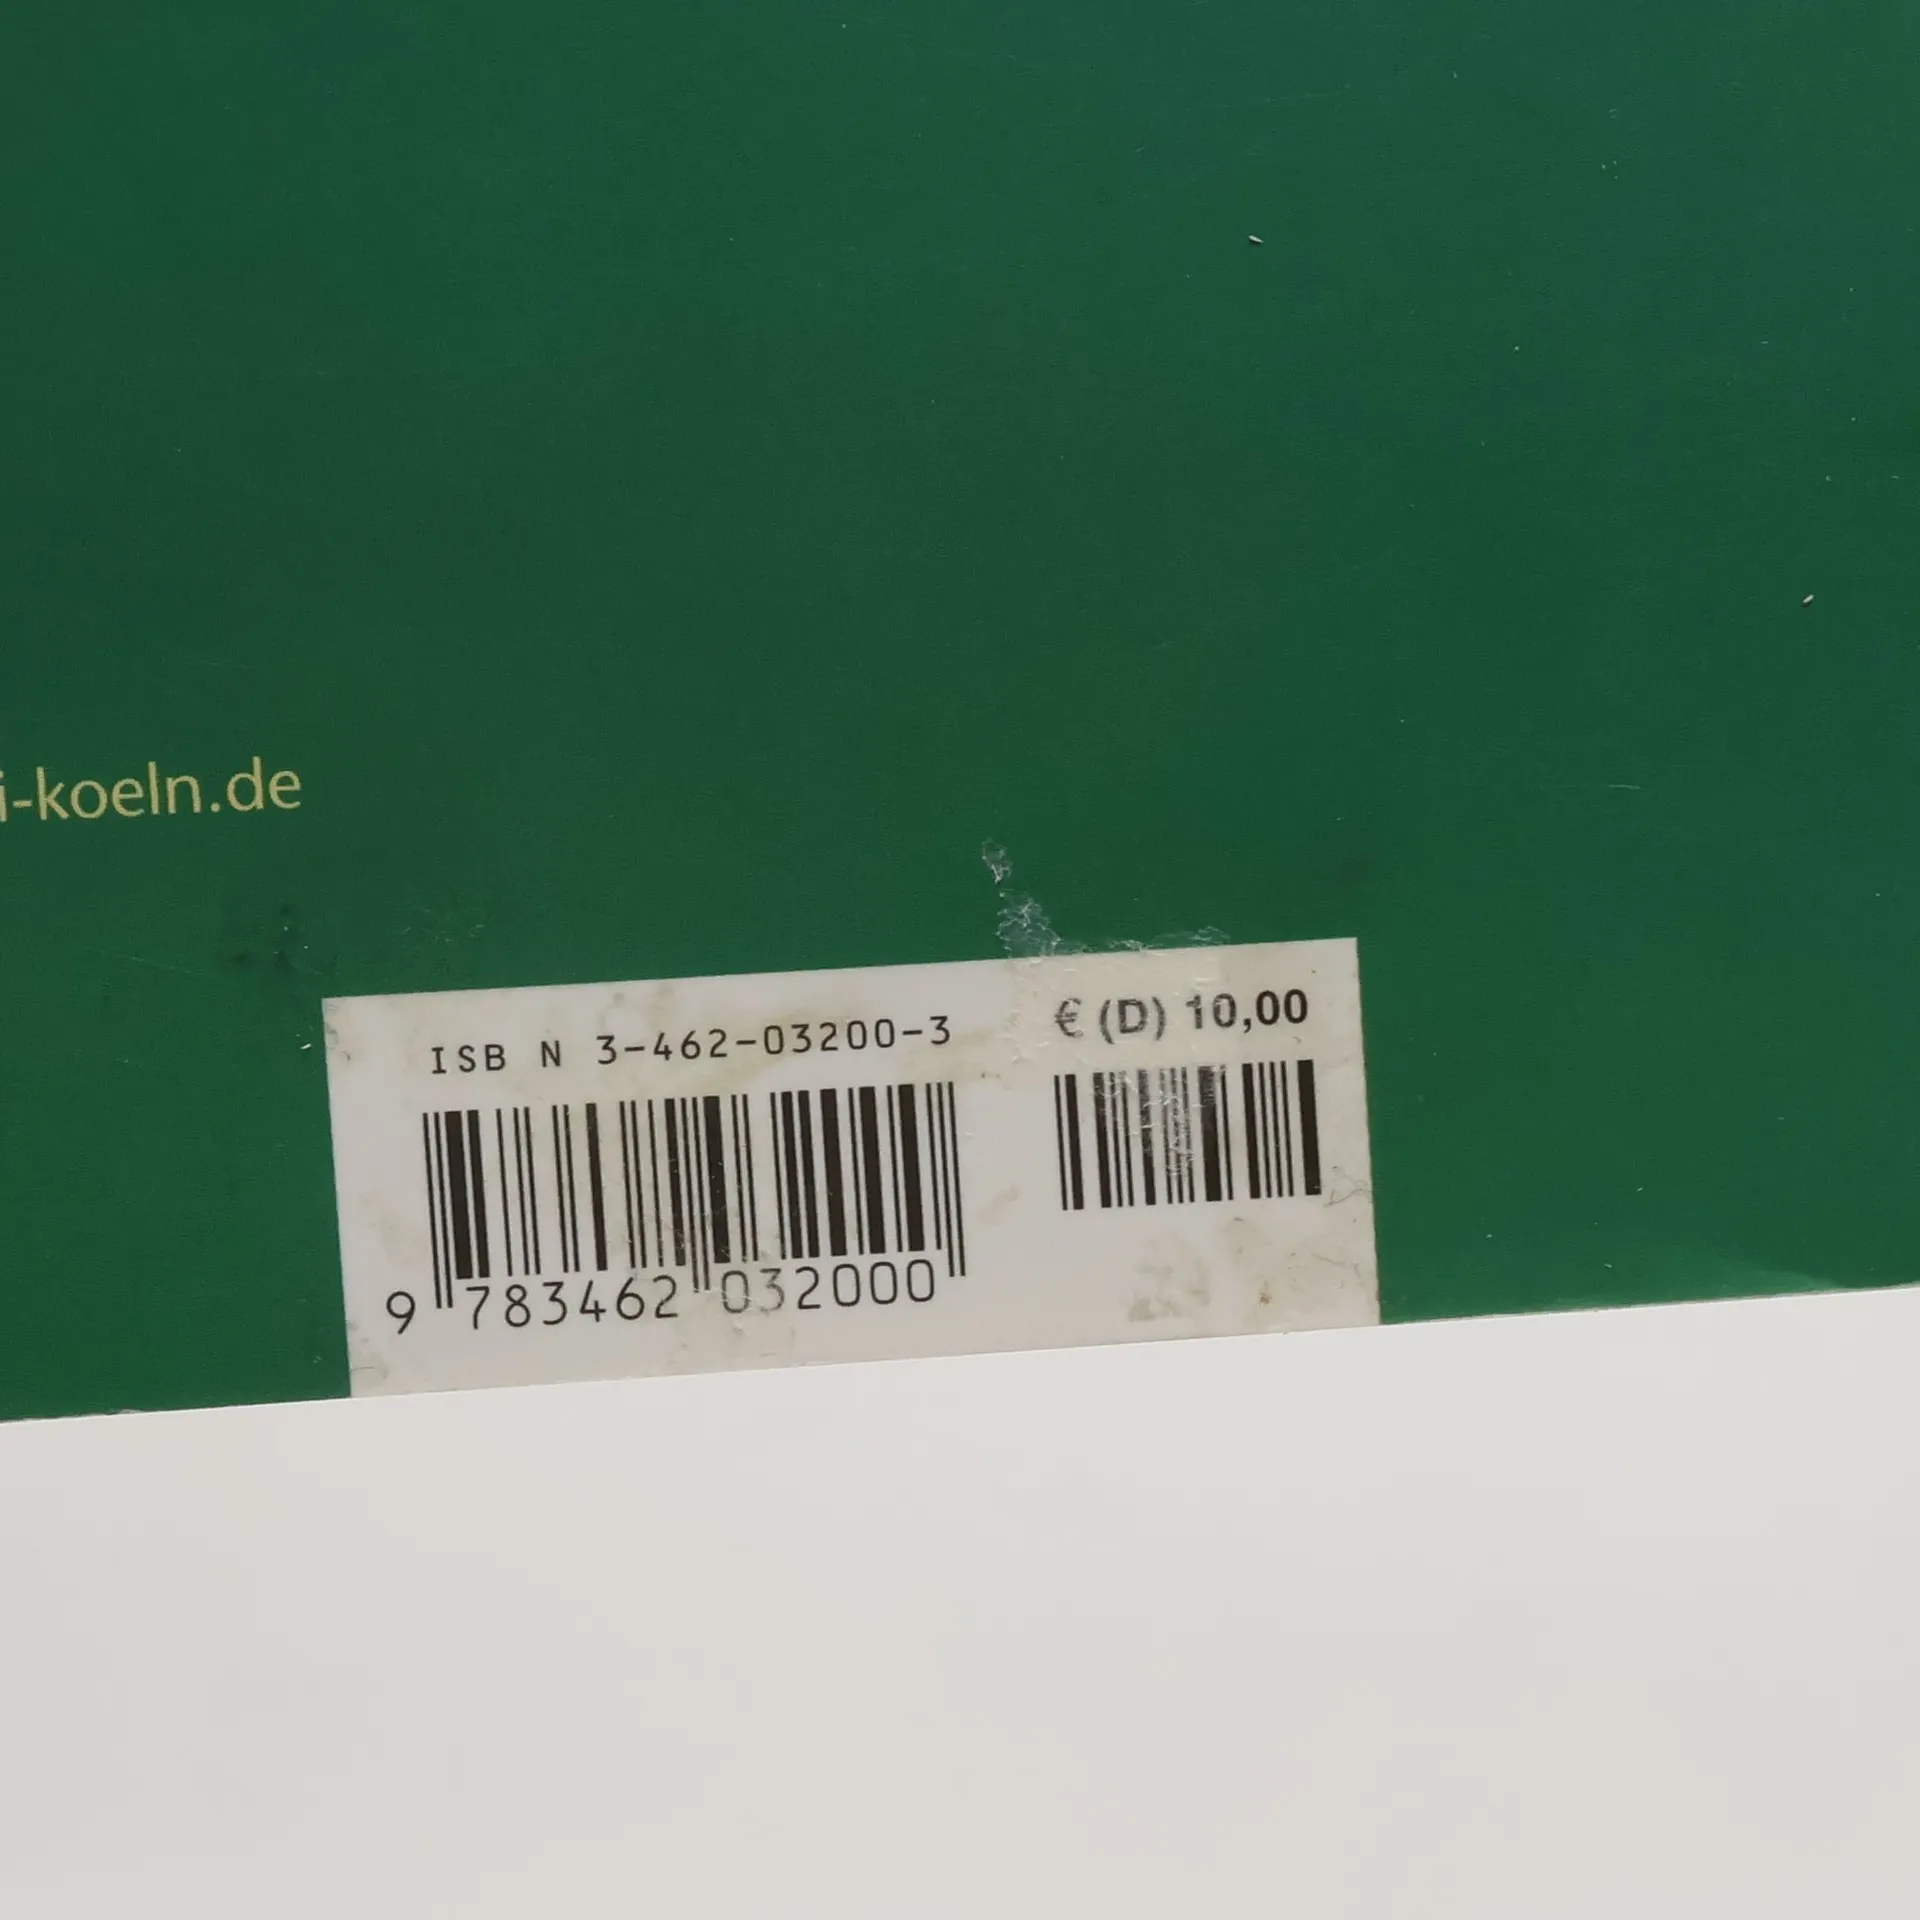 i-koeln.de
ISB N 3-462-03200-3
€ (D) 10,00
9 783462 032000